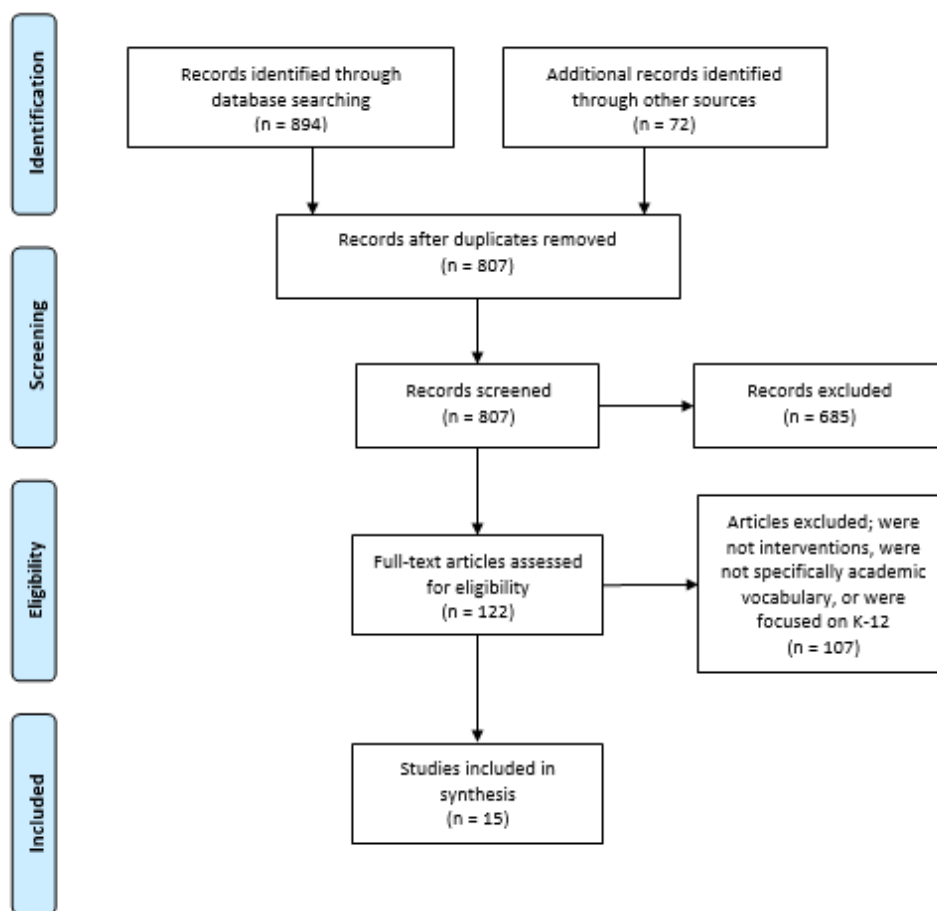 Identification
Records identified through
database searching
(n = 894)
Additional records identified
through other sources
(n = 72)
Records after duplicates removed
(n = 807)
Screening
Records screened
(n = 807)
Records excluded
(n = 685)
Eligibility
Full-text articles assessed
for eligibility
(n = 122)
Articles excluded; were
not interventions, were
not specifically academic
vocabulary, or were
focused on K-12
(n = 107)
Included
Studies included in
synthesis
(n = 15)